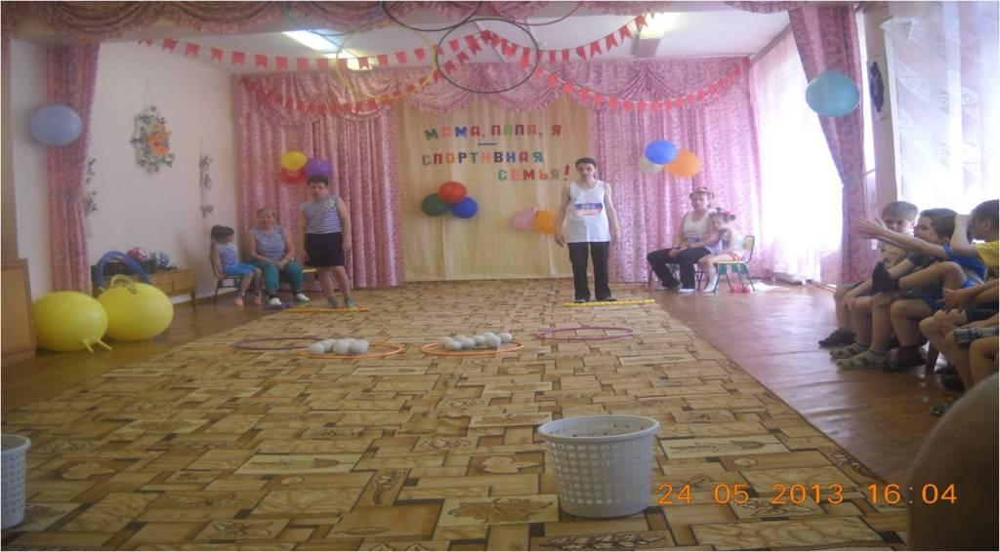 МАМА, ПАПА, Я
–
СПОРТИВНАЯ
СЕМЬЯ!
24 05 2013 16:04